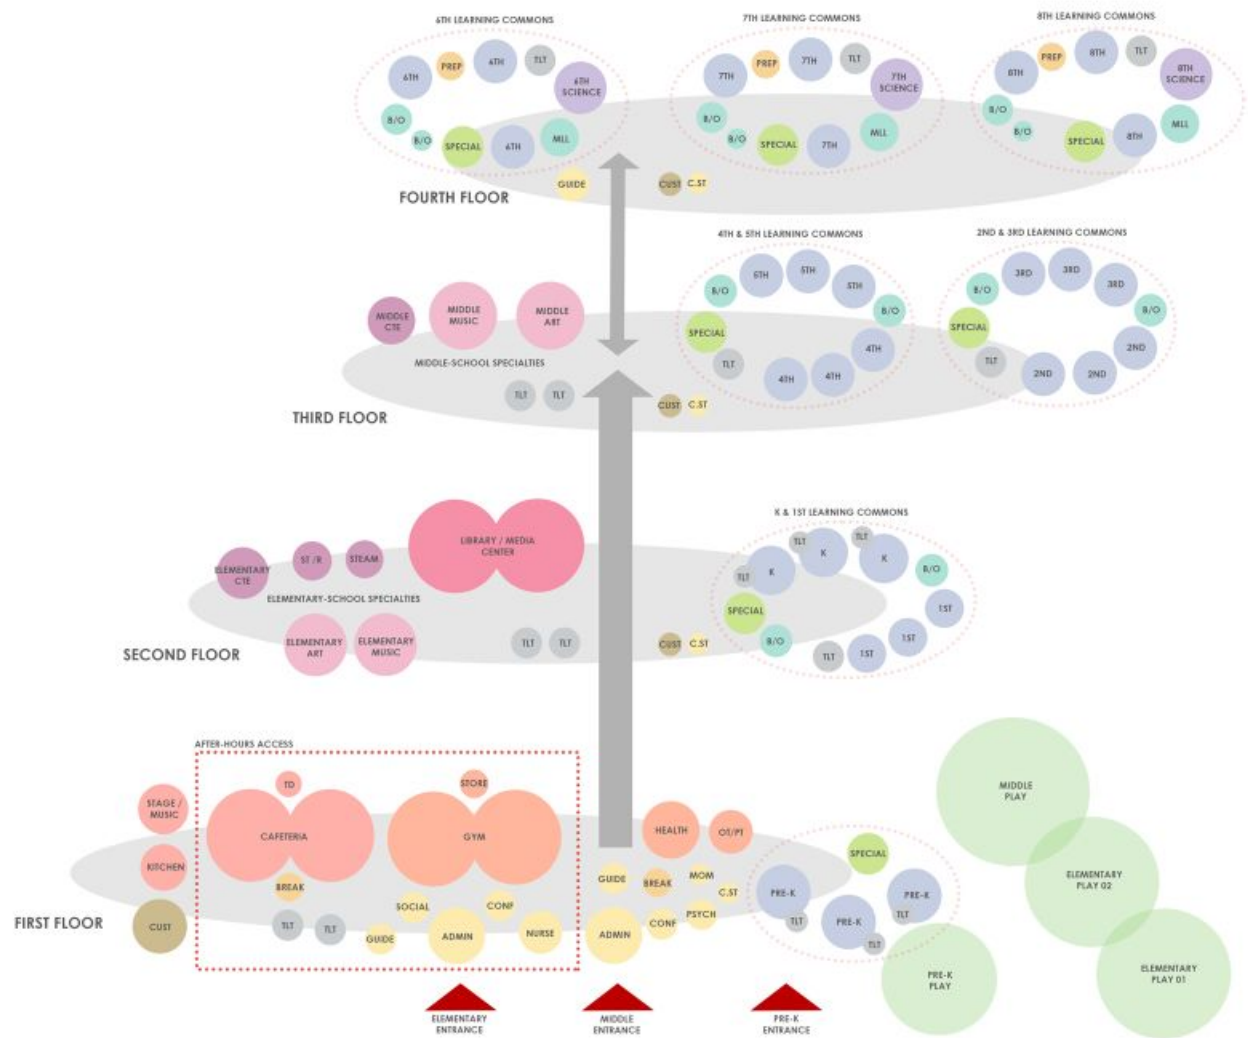 6TH LEARNING COMMONS
7TH LEARNING COMMONS
8TH LEARNING COMMONS
6TH
PREP
6TH
TLT
6TH
SCIENCE
B/O
B/O
SPECIAL
6TH
MLL
7TH
PREP
7TH
TLT
7TH
SCIENCE
B/O
B/O
SPECIAL
7TH
MLL
8TH
PREP
8TH
TLT
8TH
SCIENCE
B/O
B/O
SPECIAL
8TH
MLL
GUIDE
CUST
C.ST
FOURTH FLOOR
4TH & 5TH LEARNING COMMONS
2ND & 3RD LEARNING COMMONS
B/O
5TH
5TH
5TH
B/O
SPECIAL
TLT
4TH
4TH
4TH
B/O
3RD
3RD
3RD
B/O
SPECIAL
TLT
2ND
2ND
2ND
MIDDLE
CTE
MIDDLE
MUSIC
MIDDLE
ART
MIDDLE-SCHOOL SPECIALTIES
TLT
TLT
CUST
C.ST
THIRD FLOOR
K & 1ST LEARNING COMMONS
TLT
K
TLT
K
TLT
K
B/O
SPECIAL
1ST
B/O
TLT
1ST
1ST
LIBRARY / MEDIA
CENTER
ELEMENTARY
CTE
ST /R
STEAM
ELEMENTARY-SCHOOL SPECIALTIES
ELEMENTARY
ART
ELEMENTARY
MUSIC
TLT
TLT
CUST
C.ST
SECOND FLOOR
AFTER-HOURS ACCESS
STAGE /
MUSIC
KITCHEN
CUST
TD
CAFETERIA
BREAK
TLT
TLT
STORE
GYM
SOCIAL
CONF
GUIDE
ADMIN
NURSE
HEALTH
OT/PT
GUIDE
BREAK
MOM
C.ST
ADMIN
CONF
PSYCH
SPECIAL
PRE-K
TLT
PRE-K
TLT
PRE-K
TLT
FIRST FLOOR
MIDDLE
PLAY
ELEMENTARY
PLAY 02
ELEMENTARY
PLAY 01
PRE-K
PLAY
ELEMENTARY
ENTRANCE
MIDDLE
ENTRANCE
PRE-K
ENTRANCE